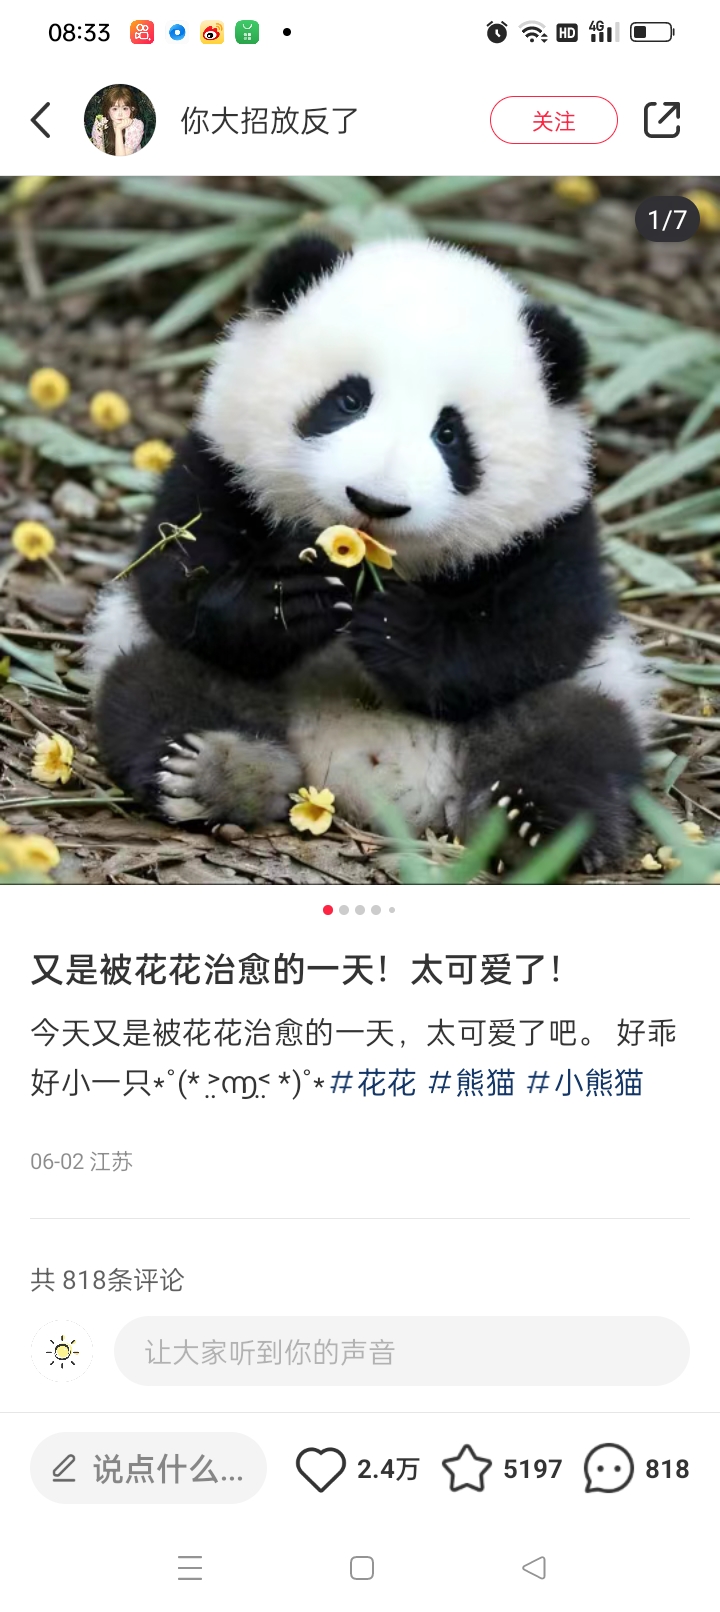 08:33
HD 4G
你大招放反了
关注
1/7
又是被花花治愈的一天！太可爱了！
今天又是被花花治愈的一天，太可爱了吧。 好乖
好小一只⋆˚(* ˃̤൬˂̤ *)˚⋆#花花 #熊猫 #小熊猫
06-02 江苏
共 818条评论
让大家听到你的声音
说点什么...
2.4万
5197
818